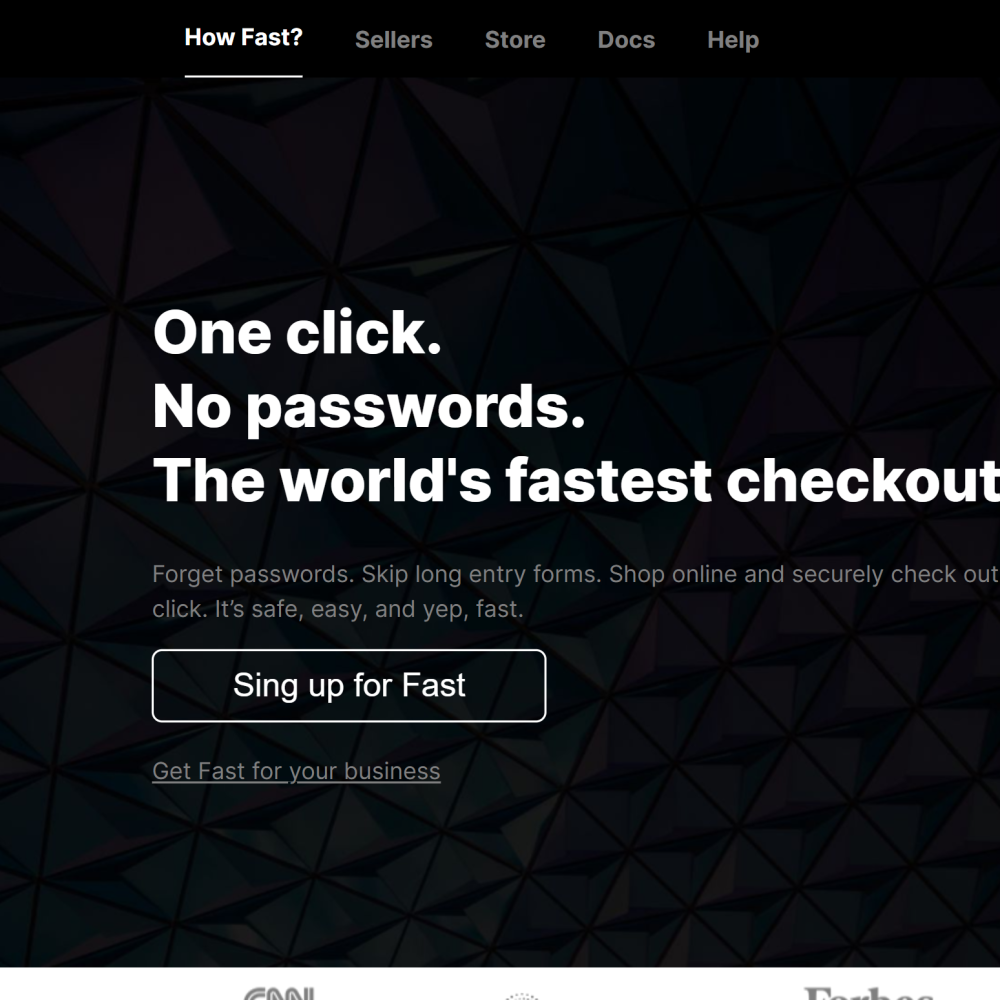 How Fast? Sellers Store Docs Help
One click.
No passwords.
The world's fastest checkout
Forget passwords. Skip long entry forms. Shop online and securely check out
click. It’s safe, easy, and yep, fast.
Sing up for Fast
Get Fast for your business
CNN Forbes